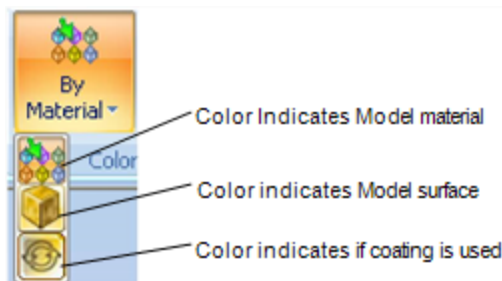 By
Material
Color Indicates Model material
Color
Color indicates Model surface
Color indicates if coating is used